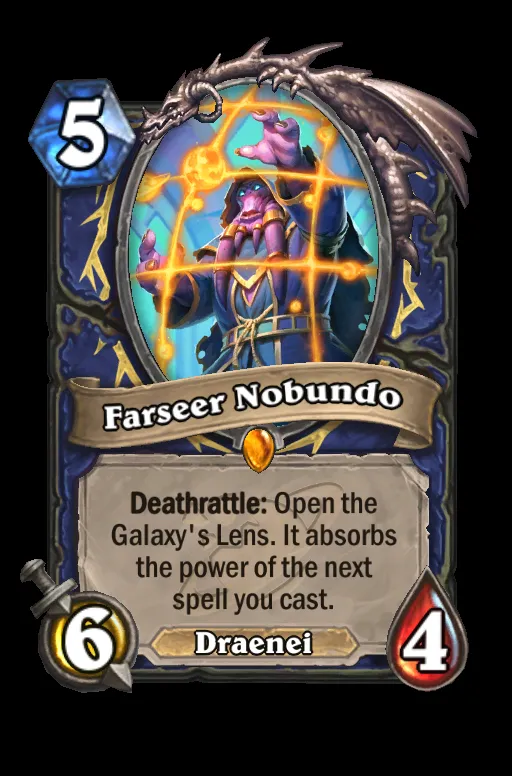 5
Farseer Nobundo
Deathrattle: Open the
Galaxy's Lens. It absorbs
the power of the next
spell you cast.
6
Draenei
4